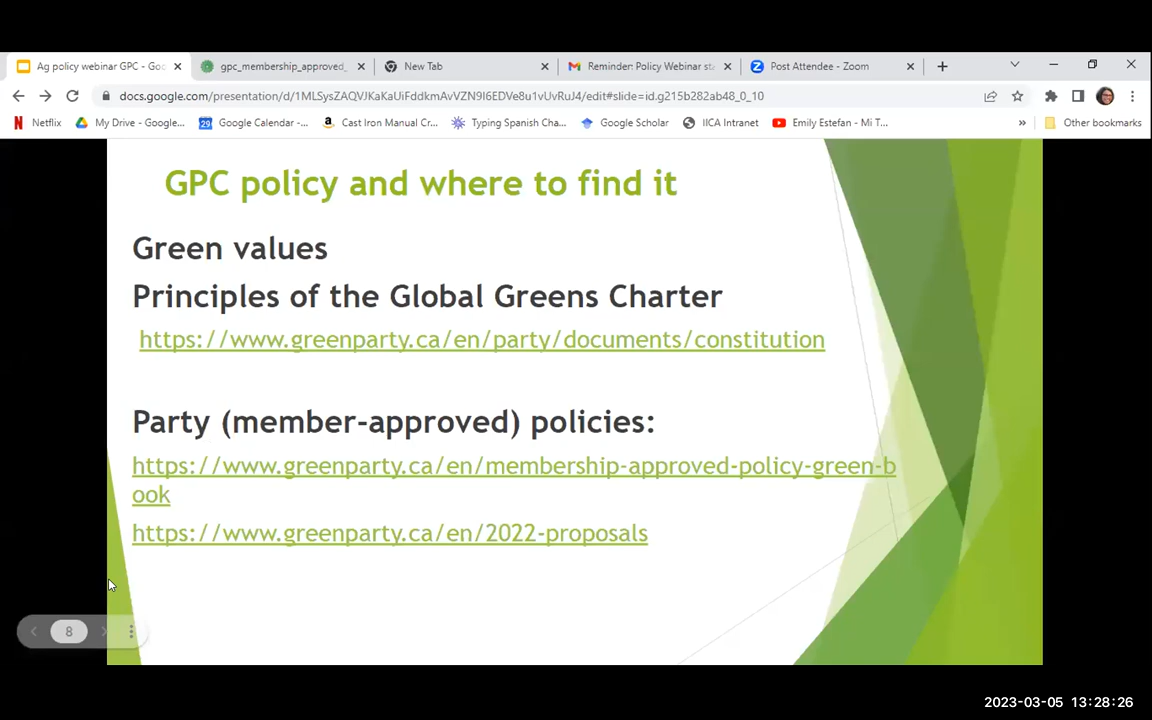 Ag policy webinar GPC - Goo
gpc_membership_approved_
New Tab
Reminder: Policy Webinar sta
Post Attendee - Zoom
docs.google.com/presentation/d/1MLSysZAQVJKaKaUiFddkmAvVZN9I6EDVe8u1vUvRuJ4/edit#slide=id.g215b282ab48_0_10
Netflix
My Drive - Google...
Google Calendar -...
Cast Iron Manual Cr...
Typing Spanish Cha...
Google Scholar
IICA Intranet
Emily Estefan - Mi T...
»
Other bookmarks
GPC policy and where to find it
Green values
Principles of the Global Greens Charter
https://www.greenparty.ca/en/party/documents/constitution
Party (member-approved) policies:
https://www.greenparty.ca/en/membership-approved-policy-green-b
ook
https://www.greenparty.ca/en/2022-proposals
8
2023-03-05 13:28:26